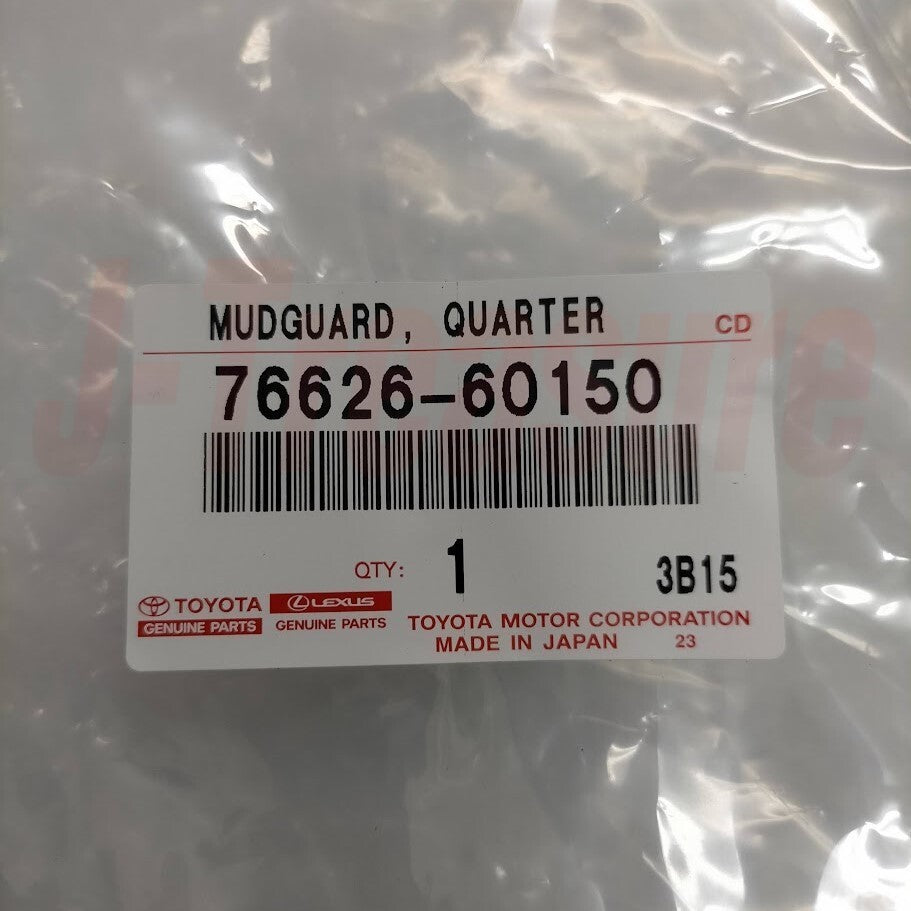 MUDGUARD, QUARTER CD
76626-60150
QTY: 1 3B15
TOYOTA LEXUS
GENUINE PARTS GENUINE PARTS
TOYOTA MOTOR CORPORATION
MADE IN JAPAN 23